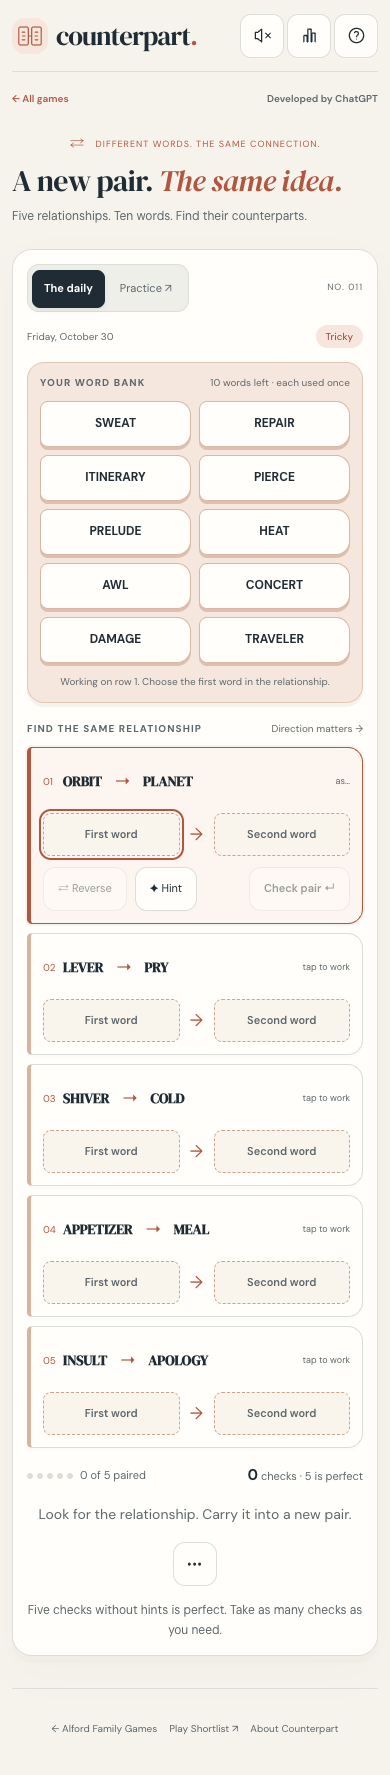 counterpart.
← All games
Developed by ChatGPT
⇄ DIFFERENT WORDS. THE SAME CONNECTION.
A new pair. The same idea.
Five relationships. Ten words. Find their counterparts.
The daily
Practice ↗
NO. 011
Friday, October 30
Tricky
YOUR WORD BANK
10 words left · each used once
SWEAT
REPAIR
ITINERARY
PIERCE
PRELUDE
HEAT
AWL
CONCERT
DAMAGE
TRAVELER
Working on row 1. Choose the first word in the relationship.
FIND THE SAME RELATIONSHIP
Direction matters →
01 ORBIT → PLANET
as…
First word → Second word
⇄ Reverse
✦ Hint
Check pair ↵
02 LEVER → PRY
tap to work
First word → Second word
03 SHIVER → COLD
tap to work
First word → Second word
04 APPETIZER → MEAL
tap to work
First word → Second word
05 INSULT → APOLOGY
tap to work
First word → Second word
0 of 5 paired
0 checks · 5 is perfect
Look for the relationship. Carry it into a new pair.
•••
Five checks without hints is perfect. Take as many checks as
you need.
← Alford Family Games
Play Shortlist ↗
About Counterpart